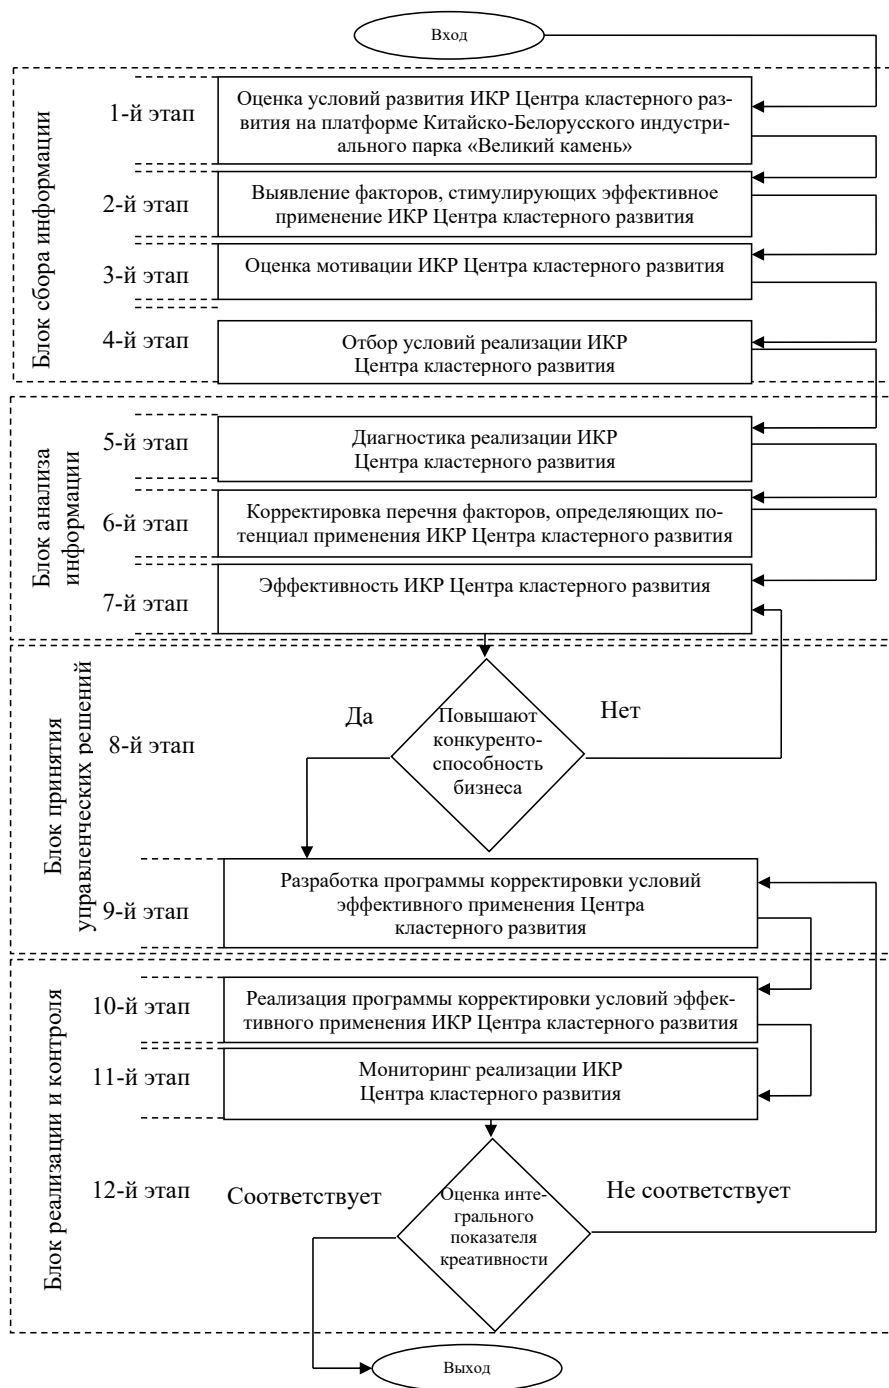 Вход
Блок сбора информации
1-й этап
Оценка условий развития ИКР Центра кластерного раз-
вития на платформе Китайско-Белорусского индустри-
ального парка «Великий камень»
2-й этап
Выявление факторов, стимулирующих эффективное
применение ИКР Центра кластерного развития
3-й этап
Оценка мотивации ИКР Центра кластерного развития
4-й этап
Отбор условий реализации ИКР
Центра кластерного развития
Блок анализа
информации
5-й этап
Диагностика реализации ИКР
Центра кластерного развития
6-й этап
Корректировка перечня факторов, определяющих по-
тенциал применения ИКР Центра кластерного развития
7-й этап
Эффективность ИКР Центра кластерного развития
Блок принятия
управленческих решений
8-й этап
Да
Повышают
конкуренто-
способность
бизнеса
Нет
9-й этап
Разработка программы корректировки условий
эффективного применения Центра
кластерного развития
Блок реализации и контроля
10-й этап
Реализация программы корректировки условий эффек-
тивного применения ИКР Центра кластерного развития
11-й этап
Мониторинг реализации ИКР
Центра кластерного развития
12-й этап
Соответствует
Оценка инте-
грального
показателя
креативности
Не соответствует
Выход